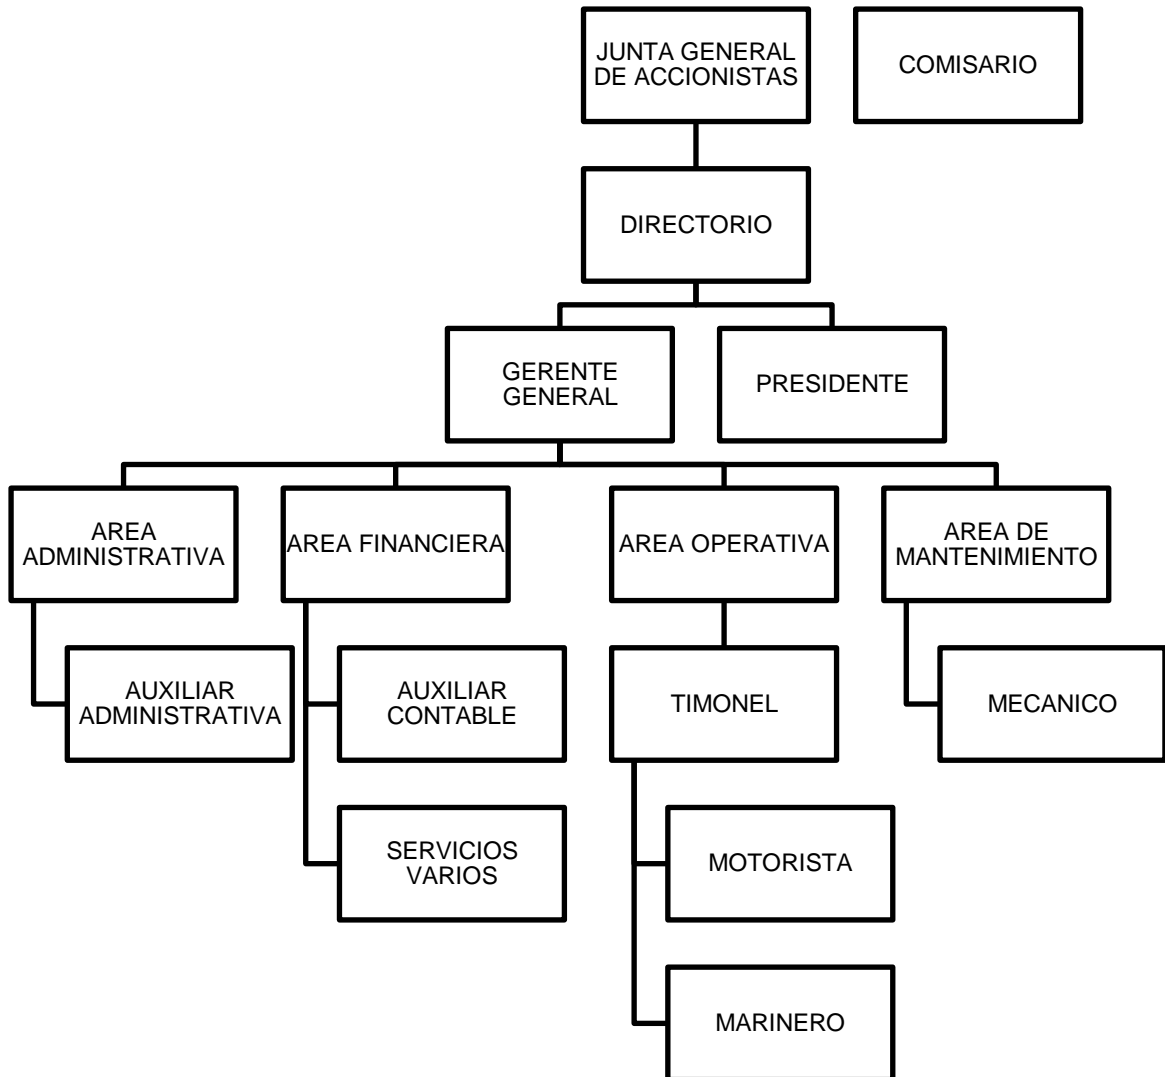 JUNTA GENERAL
DE ACCIONISTAS
COMISARIO
DIRECTORIO
GERENTE
GENERAL
PRESIDENTE
AREA
ADMINISTRATIVA
AREA FINANCIERA
AREA OPERATIVA
AREA DE
MANTENIMIENTO
AUXILIAR
ADMINISTRATIVA
AUXILIAR
CONTABLE
TIMONEL
MECANICO
SERVICIOS
VARIOS
MOTORISTA
MARINERO